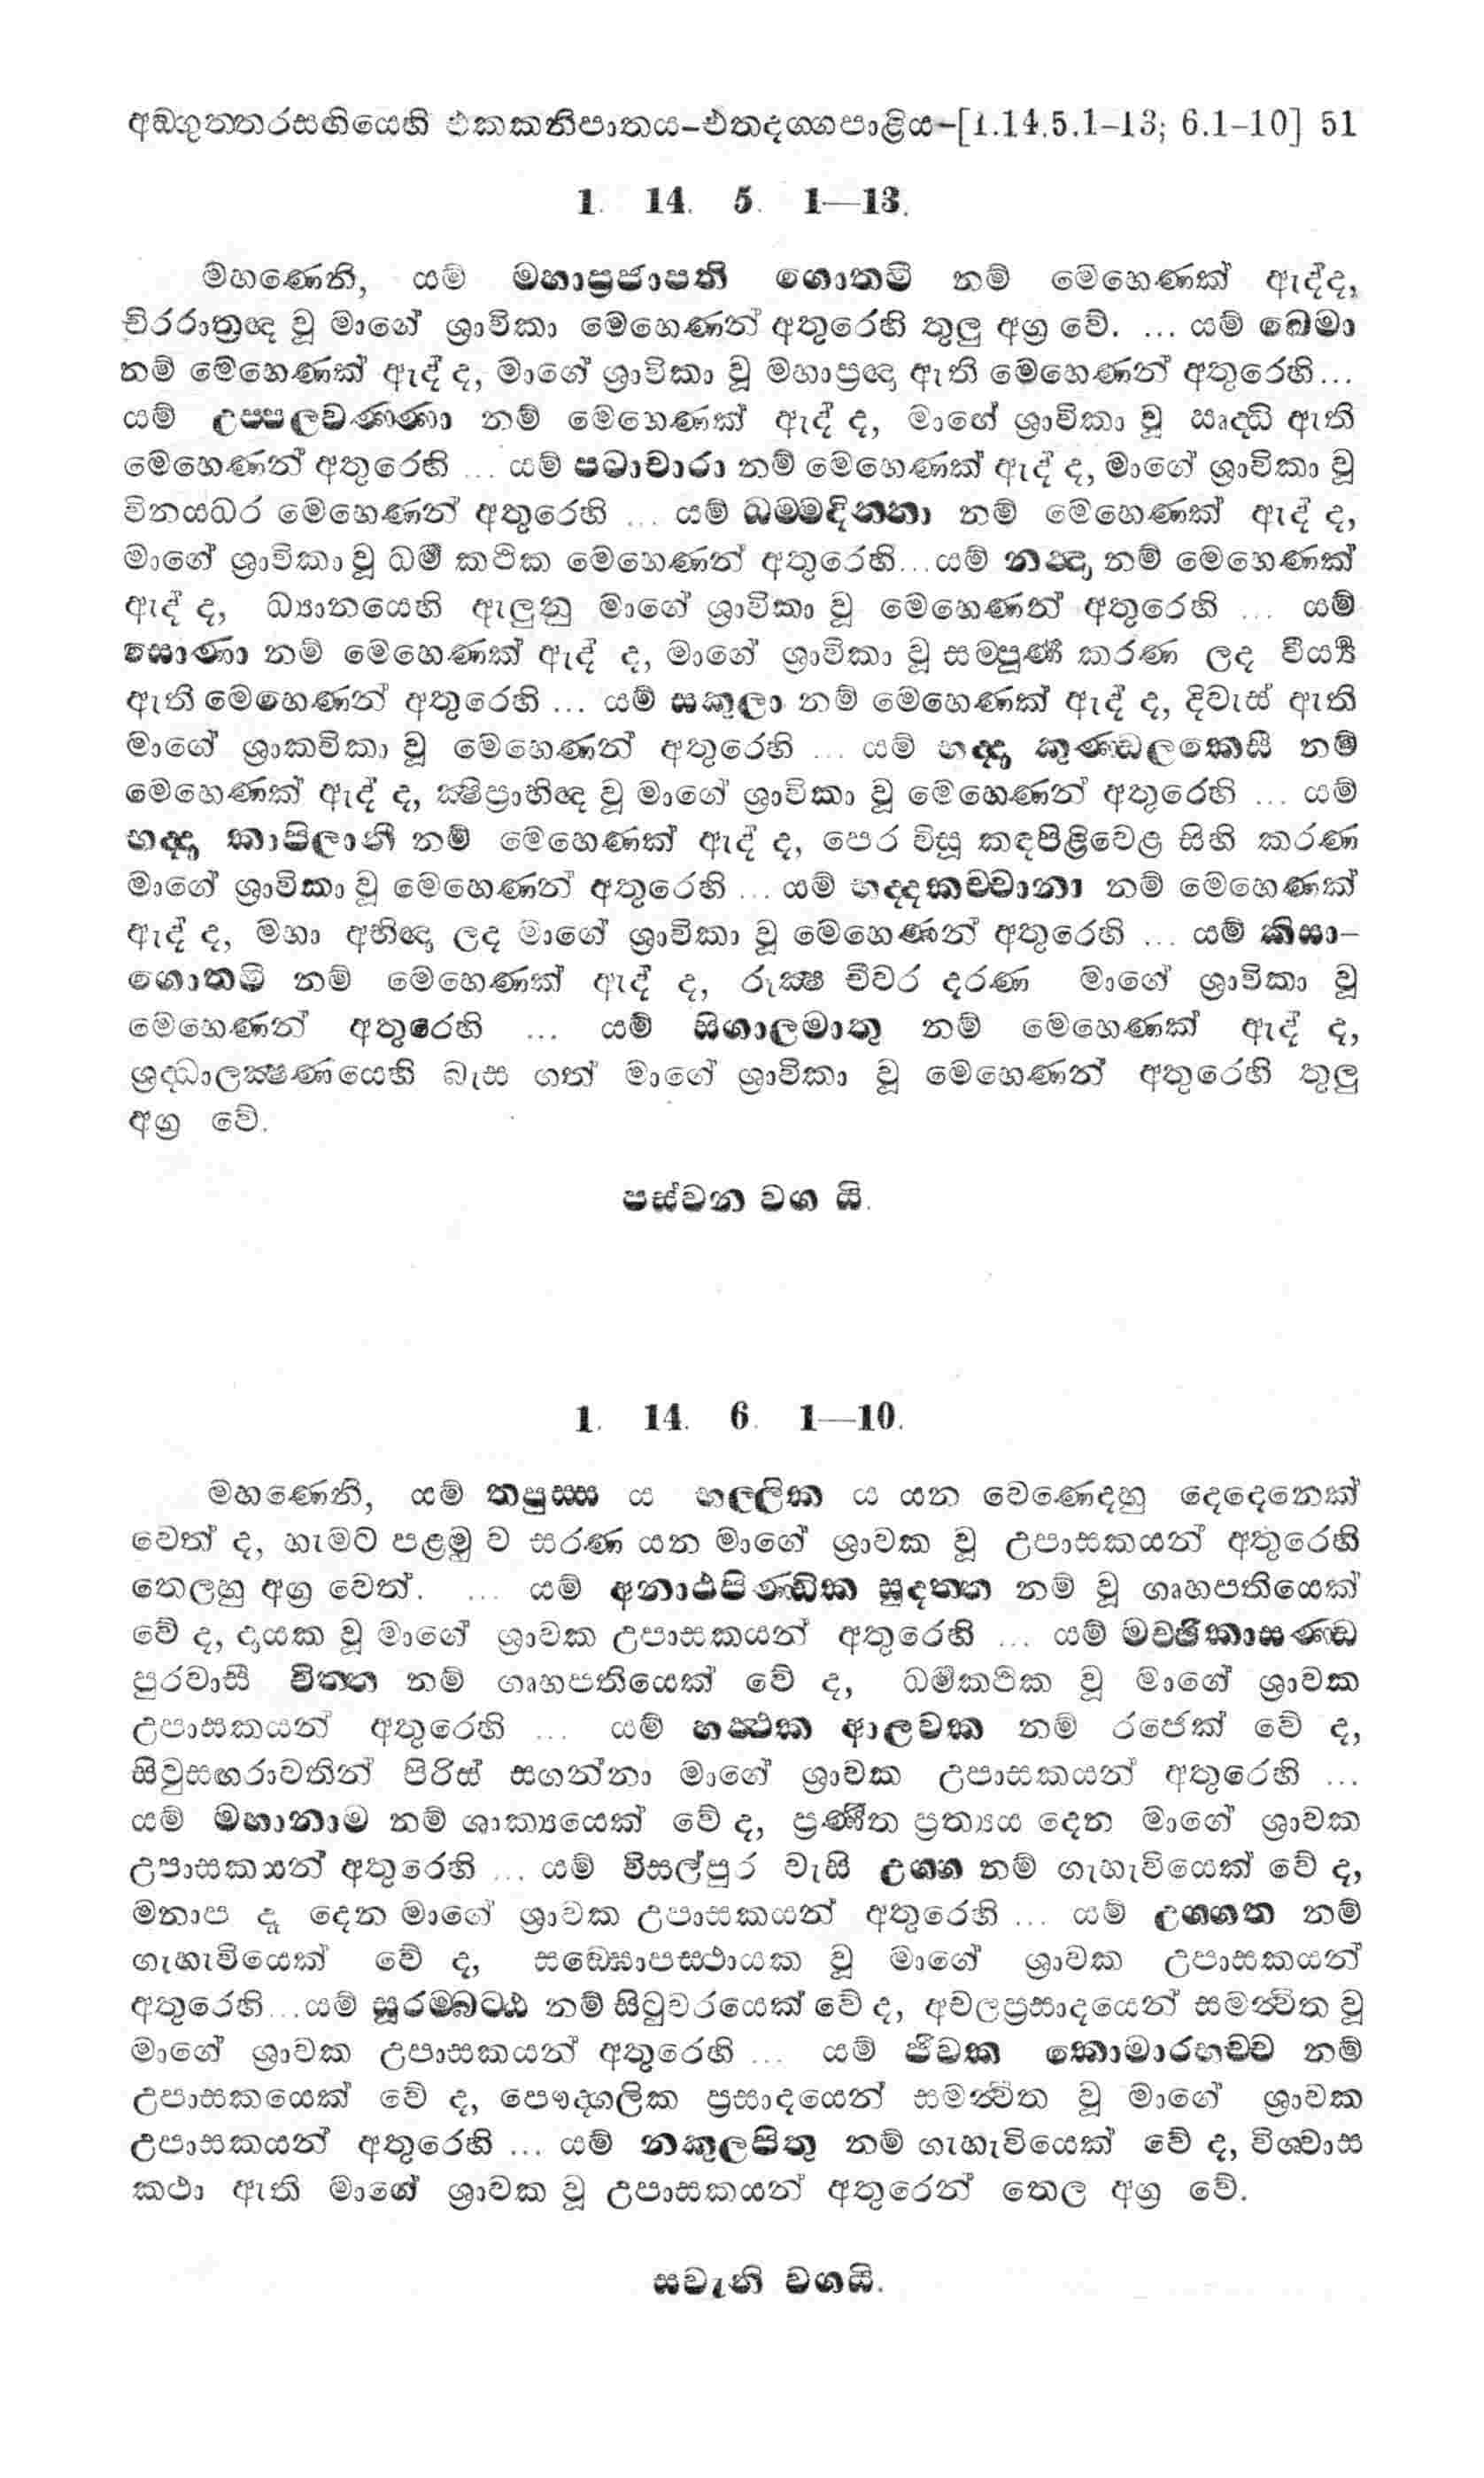 අඞ්ගුත්තරසඟියෙහි එකකනිපාතය-එතදග්ගපාළිය-[1.14.5.1-13; 6.1-10] 51
1. 14. 5. 1—13.
මහණෙනි, යම් මහාප්‍රජාපති ගොතමී නම් මෙහෙණක් ඇද්ද,
චිරරාත්‍රඥ වූ මාගේ ශ්‍රාවිකා මෙහෙණන් අතුරෙහි තුලු අග්‍ර වේ. ... යම් ඛෙමා
නම් මෙහෙණක් ඇද් ද, මාගේ ශ්‍රාවිකා වූ මහාප්‍රඥා ඇති මෙහෙණන් අතුරෙහි...
යම් උප්පලවණ්ණා නම් මෙහෙණක් ඇද් ද, මාගේ ශ්‍රාවිකා වූ ඍද්ධි ඇති
මෙහෙණන් අතුරෙහි ... යම් පටාචාරා නම් මෙහෙණක් ඇද් ද, මාගේ ශ්‍රාවිකා වූ
විනයධර මෙහෙණන් අතුරෙහි ... යම් ධම්මදින්නා නම් මෙහෙණක් ඇද් ද,
මාගේ ශ්‍රාවිකා වූ ධර්‍ම කථික මෙහෙණන් අතුරෙහි...යම් නන්දා නම් මෙහෙණක්
ඇද් ද, ධ්‍යානයෙහි ඇලුනු මාගේ ශ්‍රාවිකා වූ මෙහෙණන් අතුරෙහි ... යම්
සොණා නම් මෙහෙණක් ඇද් ද, මාගේ ශ්‍රාවිකා වූ සම්පූර්‍ණ කරණ ලද වීර්‍ය්‍ය
ඇති මෙහෙණන් අතුරෙහි ... යම් සකුලා නම් මෙහෙණක් ඇද් ද, දිවැස් ඇති
මාගේ ශ්‍රාකවිකා වූ මෙහෙණන් අතුරෙහි ... යම් භද්දා කුණ්ඩලකෙසී නම්
මෙහෙණක් ඇද් ද, ක්‍ෂිප්‍රාභිඥ වූ මාගේ ශ්‍රාවිකා වූ මෙහෙණන් අතුරෙහි ... යම්
භද්දා කාපිලානී නම් මෙහෙණක් ඇද් ද, පෙර විසූ කඳපිළිවෙළ සිහි කරණ
මාගේ ශ්‍රාවිකා වූ මෙහෙණන් අතුරෙහි ... යම් භද්දකච්චානා නම් මෙහෙණක්
ඇද් ද, මහා අභිඥා ලද මාගේ ශ්‍රාවිකා වූ මෙහෙණන් අතුරෙහි ... යම් කිසා-
ගොතමි නම් මෙහෙණක් ඇද් ද, රූක්‍ෂ චීවර දරණ මාගේ ශ්‍රාවිකා වූ
මෙහෙණන් අතුරෙහි ... යම් සිගාලමාතු නම් මෙහෙණක් ඇද් ද,
ශ්‍රද්ධාලක්‍ෂණයෙහි බැස ගත් මාගේ ශ්‍රාවිකා වූ මෙහෙණන් අතුරෙහි තුලු
අග්‍ර වේ.
පස්වන වග යි.
1. 14. 6. 1—10.
මහණෙනි, යම් තපුස්ස ය භල්ලික ය යන වෙණෙදහු දෙදෙනෙක්
වෙත් ද, හැමට පළමු ව සරණ යන මාගේ ශ්‍රාවක වූ උපාසකයන් අතුරෙහි
තෙලහු අග්‍ර වෙත්. ... යම් අනාථපිණ්ඩික සුදත්ත නම් වූ ගෘහපතියෙක්
වේ ද, දායක වූ මාගේ ශ්‍රාවක උපාසකයන් අතුරෙහි ... යම් මච්ඡිකාසණ්ඩ
පුරවාසී චිත්ත නම් ගෘහපතියෙක් වේ ද, ධර්‍මකථික වූ මාගේ ශ්‍රාවක
උපාසකයන් අතුරෙහි ... යම් හත්ථක ආලවක නම් රජෙක් වේ ද,
සිවුසඟරාවතින් පිරිස් සගන්නා මාගේ ශ්‍රාවක උපාසකයන් අතුරෙහි ...
යම් මහානාම නම් ශාක්‍යයෙක් වේ ද, ප්‍රණීත ප්‍රත්‍යය දෙන මාගේ ශ්‍රාවක
උපාසකයන් අතුරෙහි ... යම් විසල්පුර වැසි උග්ග නම් ගැහැවියෙක් වේ ද,
මනාප දෑ දෙන මාගේ ශ්‍රාවක උපාසකයන් අතුරෙහි ... යම් උග්ගත නම්
ගැහැවියෙක් වේ ද, සඞ්ඝොපස්ථායක වූ මාගේ ශ්‍රාවක උපාසකයන්
අතුරෙහි...යම් සූරම්බට්ඨ නම් සිටුවරයෙක් වේ ද, අචලප්‍රසාදයෙන් සමන්විත වූ
මාගේ ශ්‍රාවක උපාසකයන් අතුරෙහි ... යම් ජීවක කොමාරභච්ච නම්
උපාසකයෙක් වේ ද, පෞද්ගලික ප්‍රසාදයෙන් සමන්විත වූ මාගේ ශ්‍රාවක
උපාසකයන් අතුරෙහි ... යම් නකුලපිතු නම් ගැහැවියෙක් වේ ද, විශ්වාස
කථා ඇති මාගේ ශ්‍රාවක වූ උපාසකයන් අතුරෙන් තෙල අග්‍ර වේ.
සවැනි වගයි.